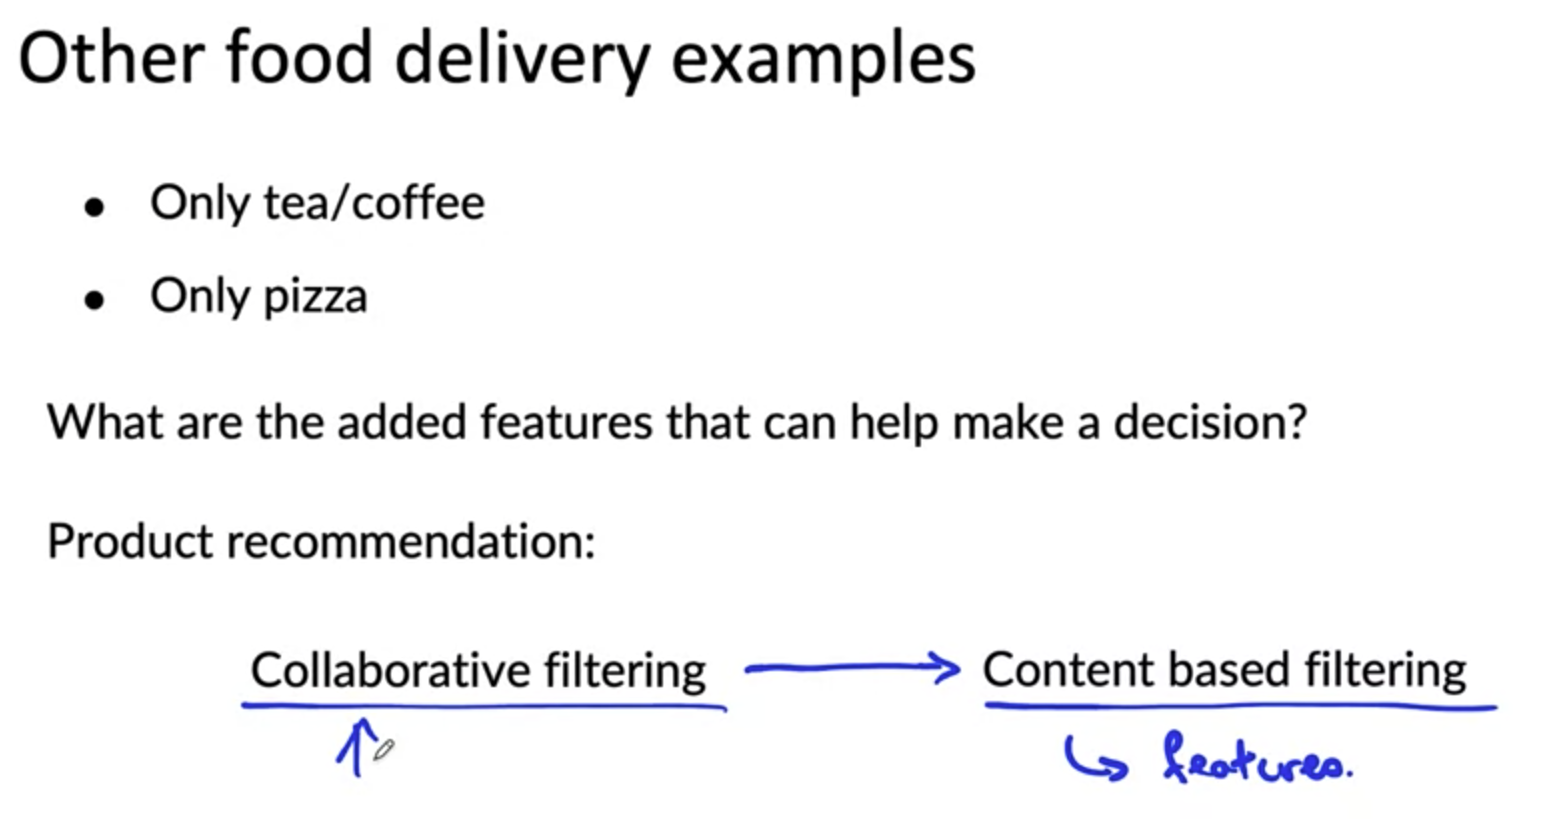 Other food delivery examples
• Only tea/coffee
• Only pizza
What are the added features that can help make a decision?
Product recommendation:
Collaborative filtering → Content based filtering
↳ features.